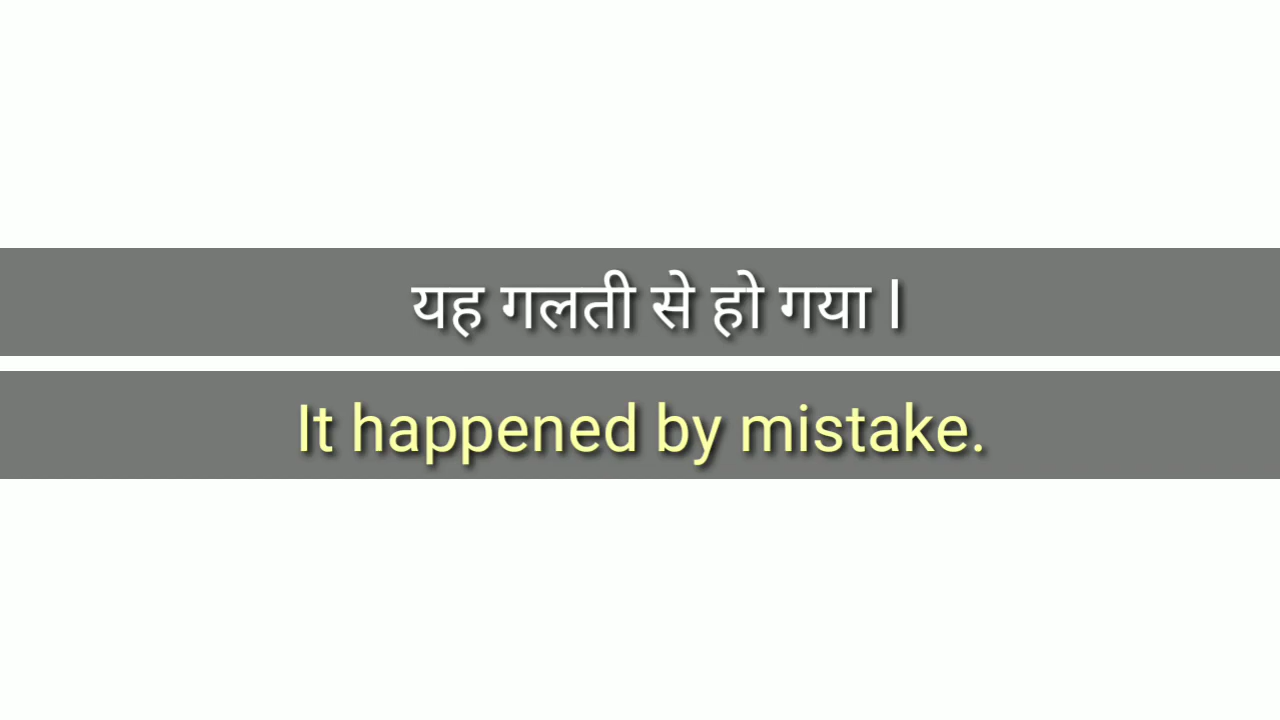 यह गलती से हो गया l
It happened by mistake.